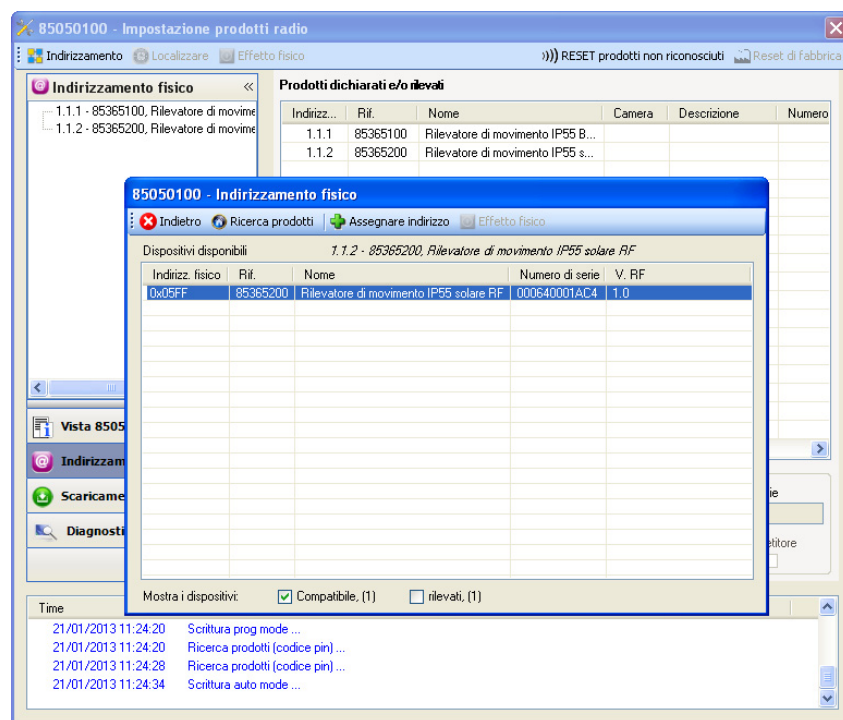 85050100 - Impostazione prodotti radio
Indirizzamento Localizzare Effetto fisico ))) RESET prodotti non riconosciuti Reset di fabbrica
Indirizzamento fisico «
1.1.1 - 85365100, Rilevatore di movime
1.1.2 - 85365200, Rilevatore di movime
Prodotti dichiarati e/o rilevati
Indirizz... Rif. Nome Camera Descrizione Numero
1.1.1 85365100 Rilevatore di movimento IP55 B...
1.1.2 85365200 Rilevatore di movimento IP55 s...
85050100 - Indirizzamento fisico
Indietro Ricerca prodotti Assegnare indirizzo Effetto fisico
Dispositivi disponibili 1.1.2 - 85365200, Rilevatore di movimento IP55 solare RF
Indirizz. fisico Rif. Nome Numero di serie V. RF
0x05FF 85365200 Rilevatore di movimento IP55 solare RF 000640001AC4 1.0
Mostra i dispositivi: Compatibile, (1) rilevati, (1)
Vista 8505
Indirizzam
Scaricame
Diagnosti
ie
etitore
Time
21/01/2013 11:24:20 Scrittura prog mode ...
21/01/2013 11:24:20 Ricerca prodotti (codice pin) ...
21/01/2013 11:24:28 Ricerca prodotti (codice pin) ...
21/01/2013 11:24:34 Scrittura auto mode ...